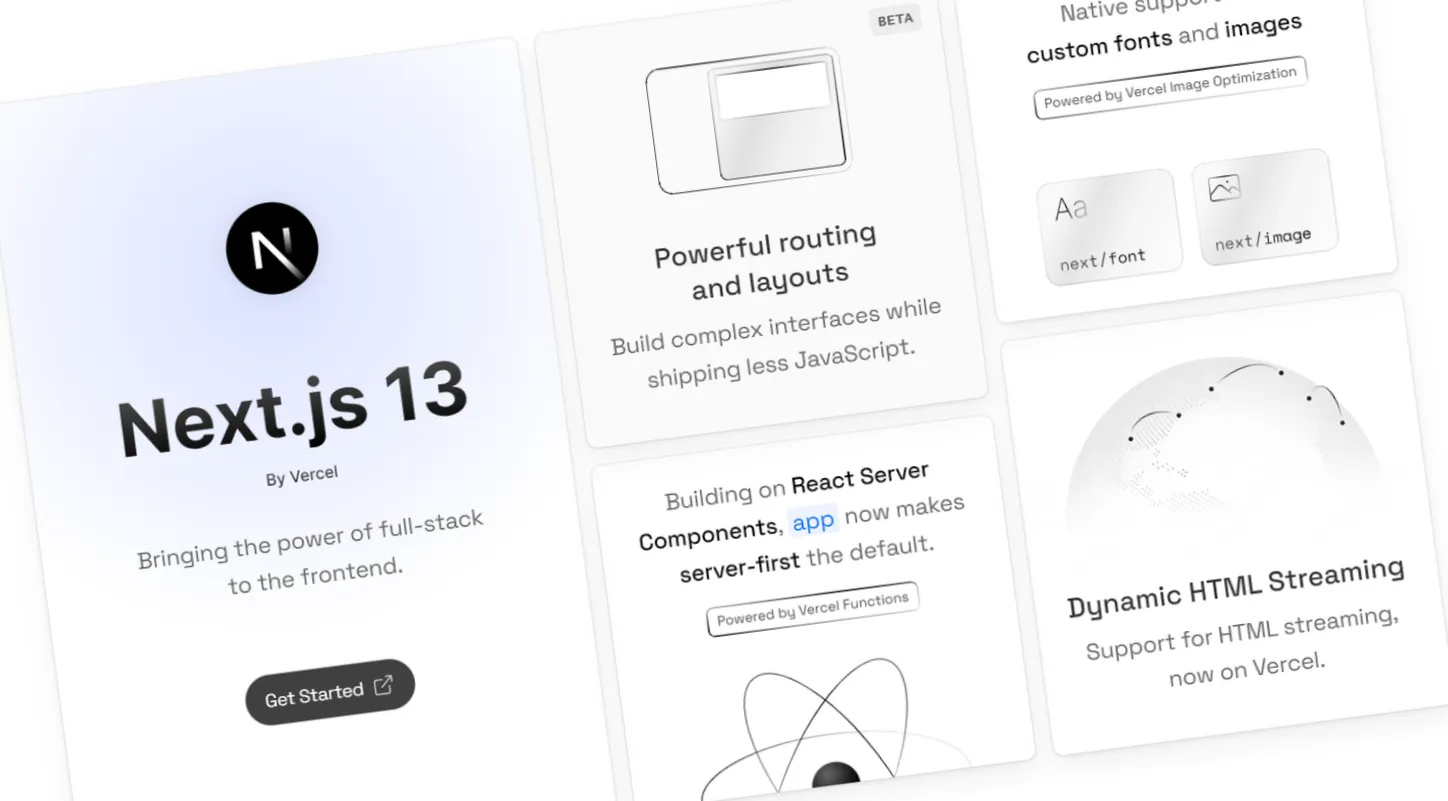 Next.js 13
By Vercel
Bringing the power of full-stack
to the frontend.
Get Started
BETA
Powerful routing
and layouts
Build complex interfaces while
shipping less JavaScript.
Building on React Server
Components, app now makes
server-first the default.
Powered by Vercel Functions
Native support
custom fonts and images
Powered by Vercel Image Optimization
Aa
next/font
next/image
Dynamic HTML Streaming
Support for HTML streaming,
now on Vercel.